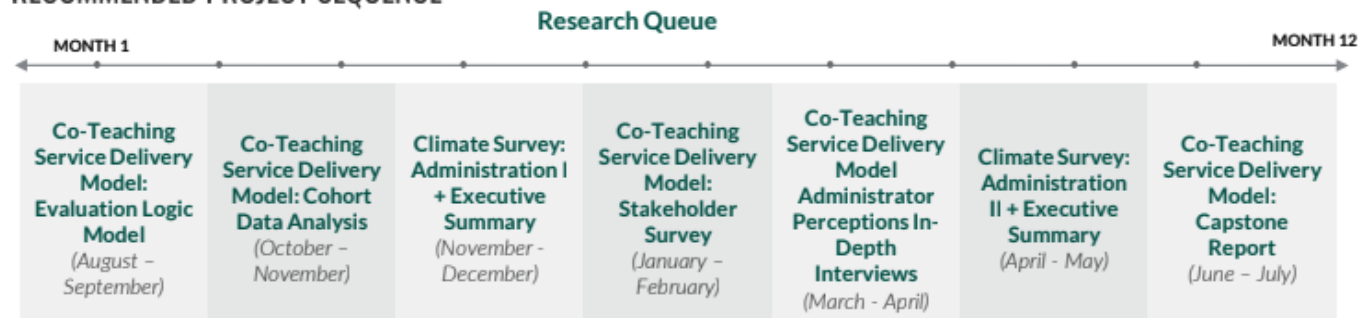 RECOMMENDED PROJECT SEQUENCE
Research Queue
MONTH 1
MONTH 12
Co-Teaching
Service Delivery
Model:
Evaluation Logic
Model
(August –
September)
Co-Teaching
Service Delivery
Model: Cohort
Data Analysis
(October –
November)
Climate Survey:
Administration I
+ Executive
Summary
(November -
December)
Co-Teaching
Service Delivery
Model:
Stakeholder
Survey
(January –
February)
Co-Teaching
Service Delivery
Model
Administrator
Perceptions In-
Depth
Interviews
(March - April)
Climate Survey:
Administration
II + Executive
Summary
(April - May)
Co-Teaching
Service Delivery
Model:
Capstone
Report
(June – July)